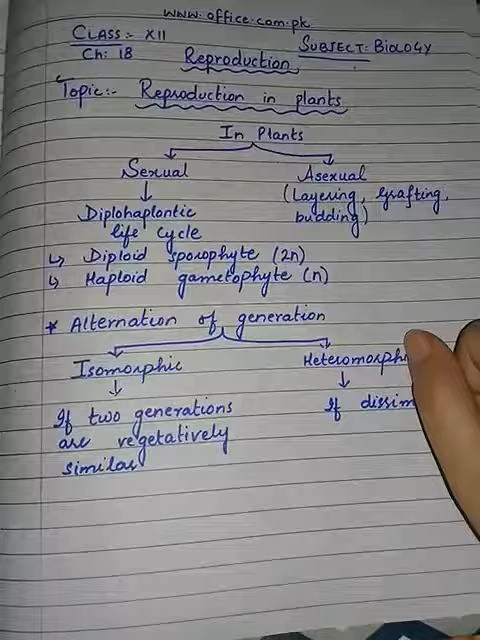 www.office.com.pk
CLASS:- XII
SUBJECT: BIOLOGY
Ch: 18
Reproduction
Topic:- Reproduction in plants
In Plants
Sexual
Asexual
(Layering, Grafting,
budding)
Diplohaplontic
life cycle
↳ Diploid sporophyte (2n)
↳ Haploid gametophyte (n)
* Alternation of generation
Isomorphic
Heteromorphi
If two generations
are vegetatively
similar
If dissim